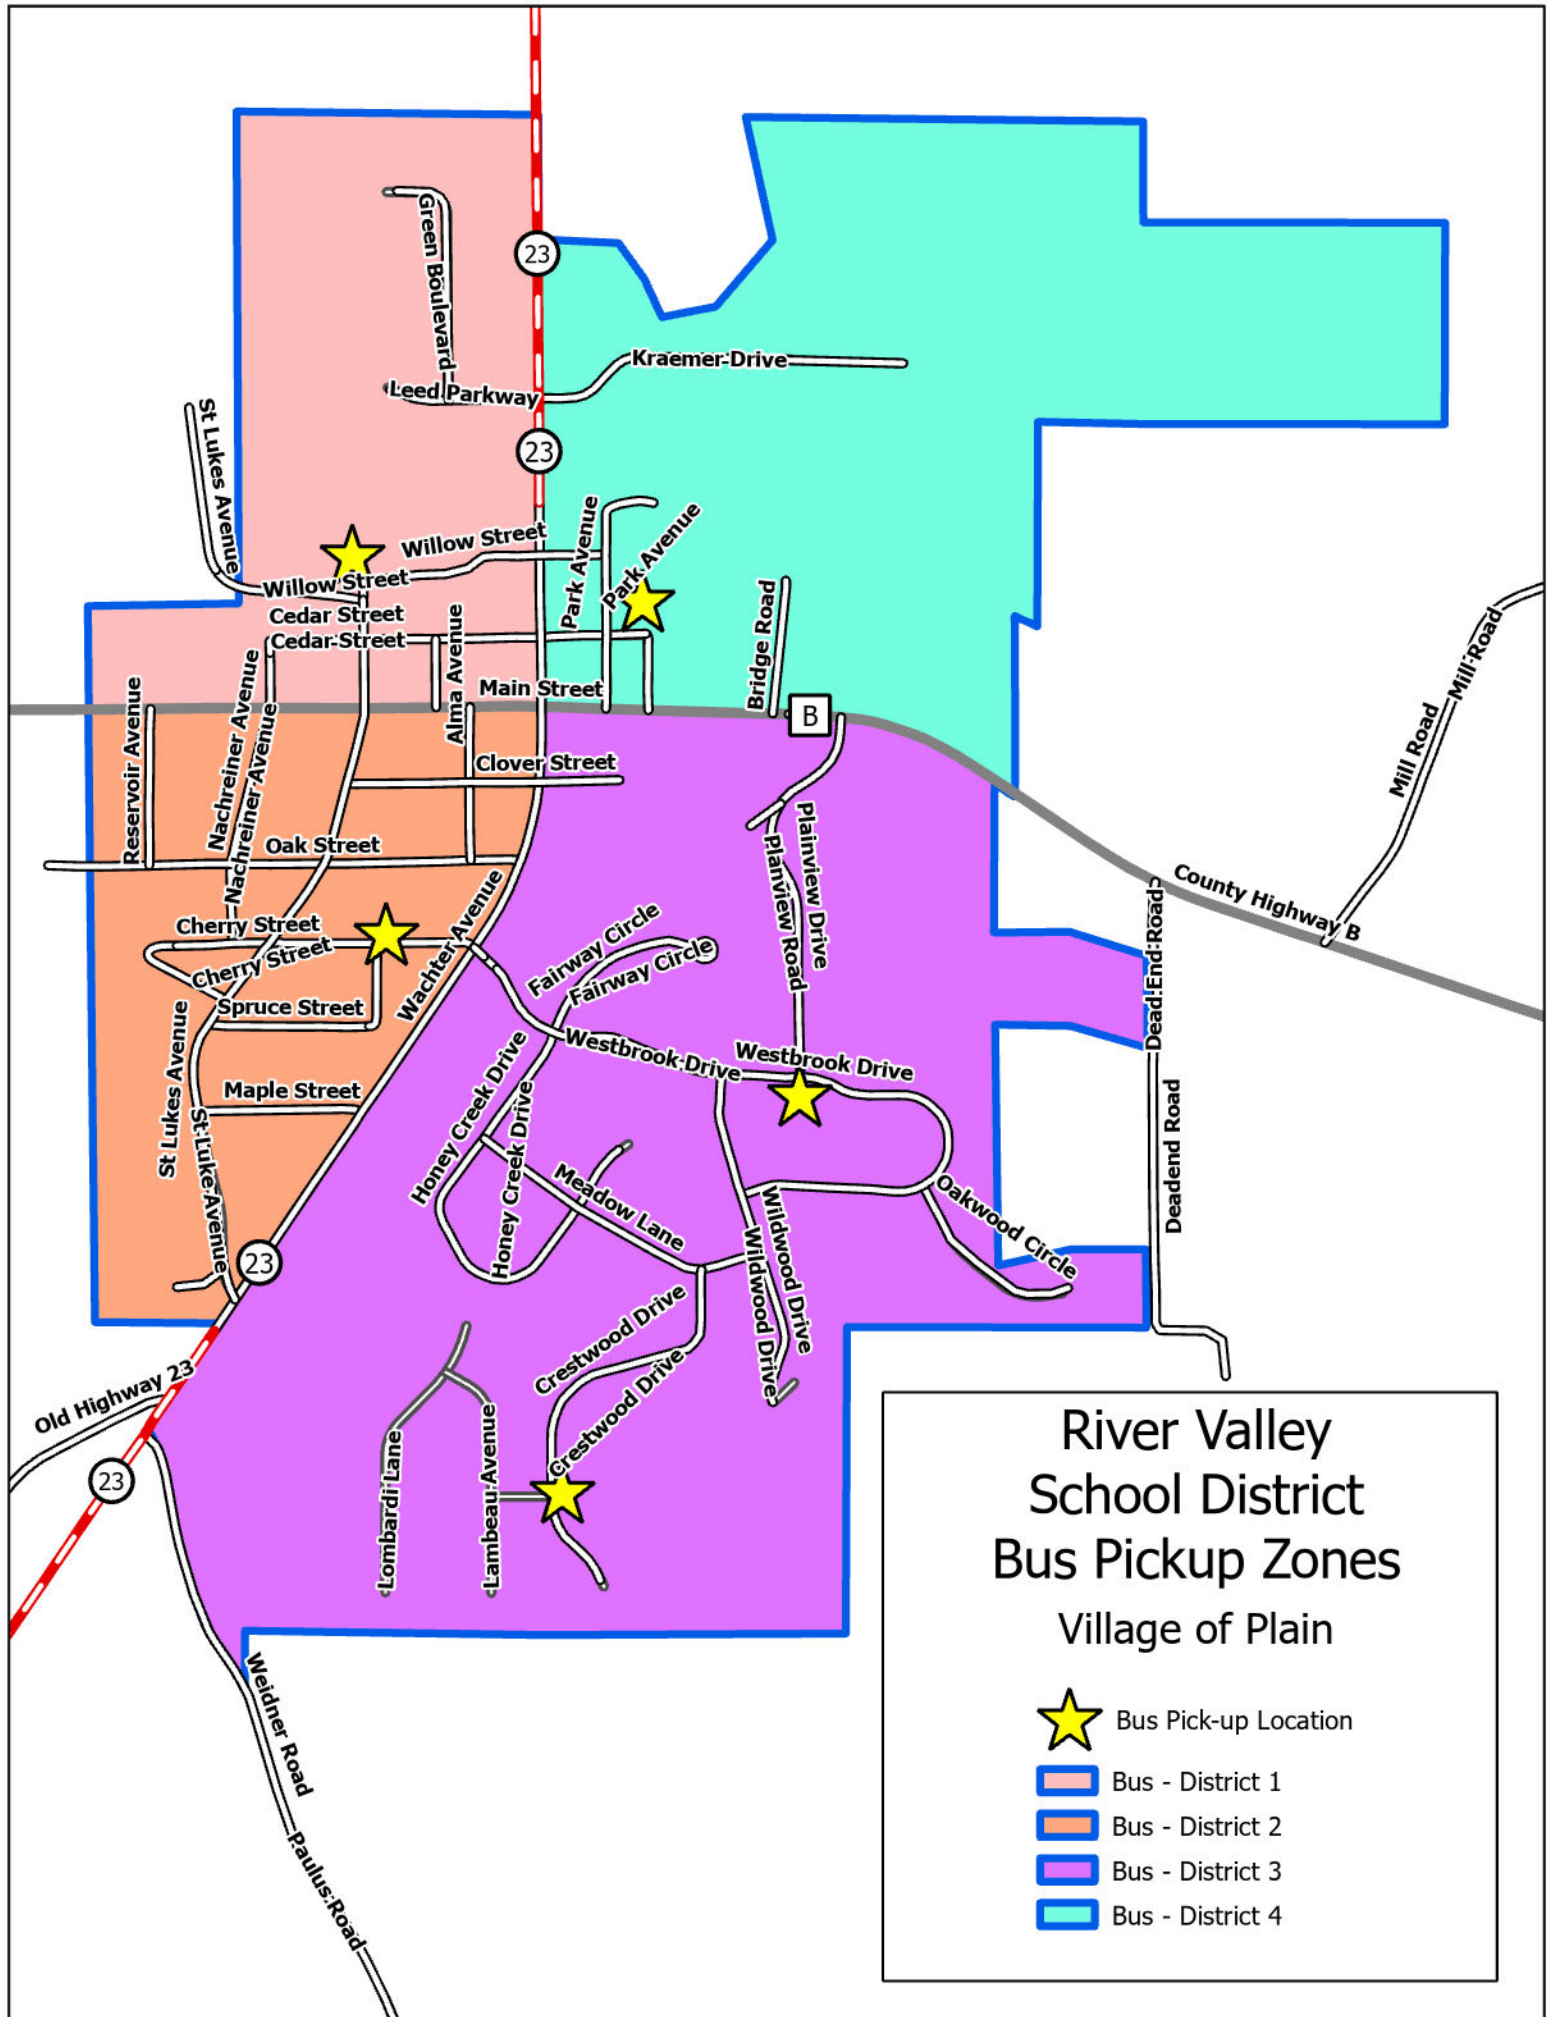 Green Boulevard
23
Kraemer Drive
Leed Parkway
St Lukes Avenue
23
Willow Street
Park Avenue
Park Avenue
Willow Street
Cedar Street
Cedar Street
Alma Avenue
Bridge Road
Mill Road
Mill Road
Main Street
B
Reservoir Avenue
Nachreiner Avenue
Nachreiner Avenue
Clover Street
Oak Street
Plainview Drive
Planview Road
County Highway B
Dead End Road
Cherry Street
Cherry Street
Wachter Avenue
Fairway Circle
Fairway Circle
Spruce Street
St Lukes Avenue
Westbrook Drive
Westbrook Drive
Maple Street
Honey Creek Drive
Honey Creek Drive
St Luke Avenue
Meadow Lane
Deadend Road
Oakwood Circle
Wildwood Drive
Wildwood Drive
23
Crestwood Drive
Crestwood Drive
Old Highway 23
23
Lombardi Lane
Lambeau Avenue
Weidner Road
Paulus Road
River Valley
School District
Bus Pickup Zones
Village of Plain
Bus Pick-up Location
Bus - District 1
Bus - District 2
Bus - District 3
Bus - District 4